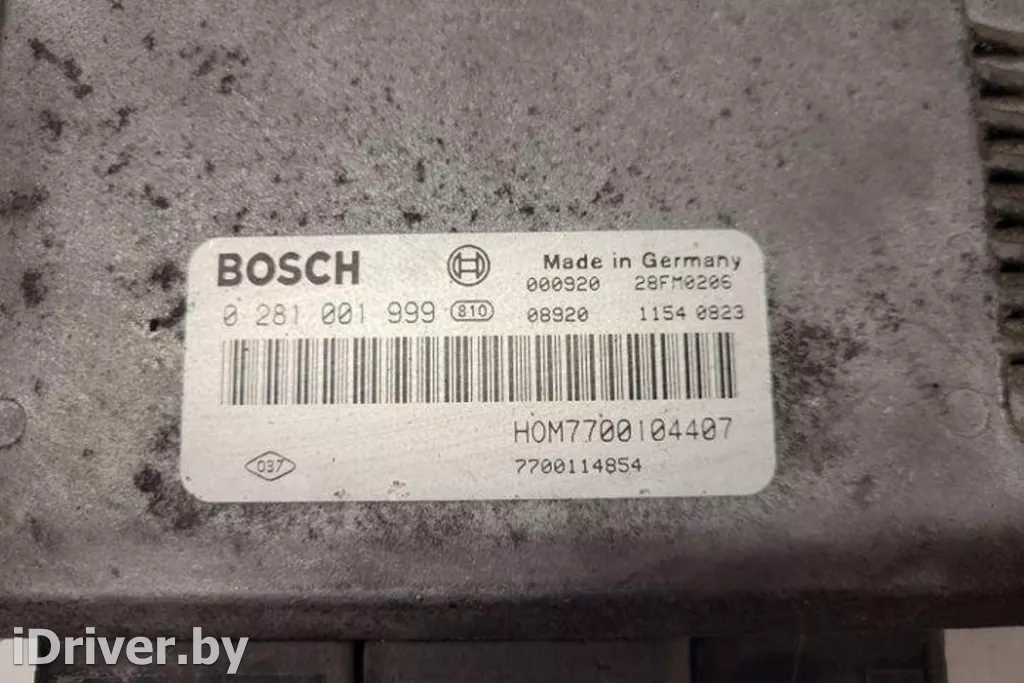 BOSCH
Made in Germany
000920 28FM0206
0 281 001 999 810 08920 1154 0823
HOM7700104407
037 7700114854
iDriver.by